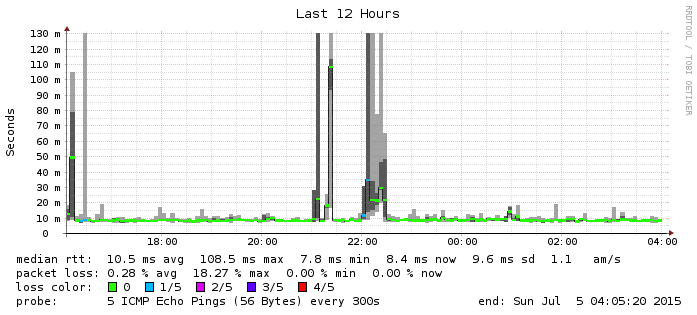 Last 12 Hours
RRDTOOL / TOBI OETIKER
Seconds
130 m
120 m
110 m
100 m
90 m
80 m
70 m
60 m
50 m
40 m
30 m
20 m
10 m
0
18:00 20:00 22:00 00:00 02:00 04:00
median rtt: 10.5 ms avg 108.5 ms max 7.8 ms min 8.4 ms now 9.6 ms sd 1.1 am/s
packet loss: 0.28 % avg 18.27 % max 0.00 % min 0.00 % now
loss color: 0 1/5 2/5 3/5 4/5
probe: 5 ICMP Echo Pings (56 Bytes) every 300s end: Sun Jul 5 04:05:20 2015